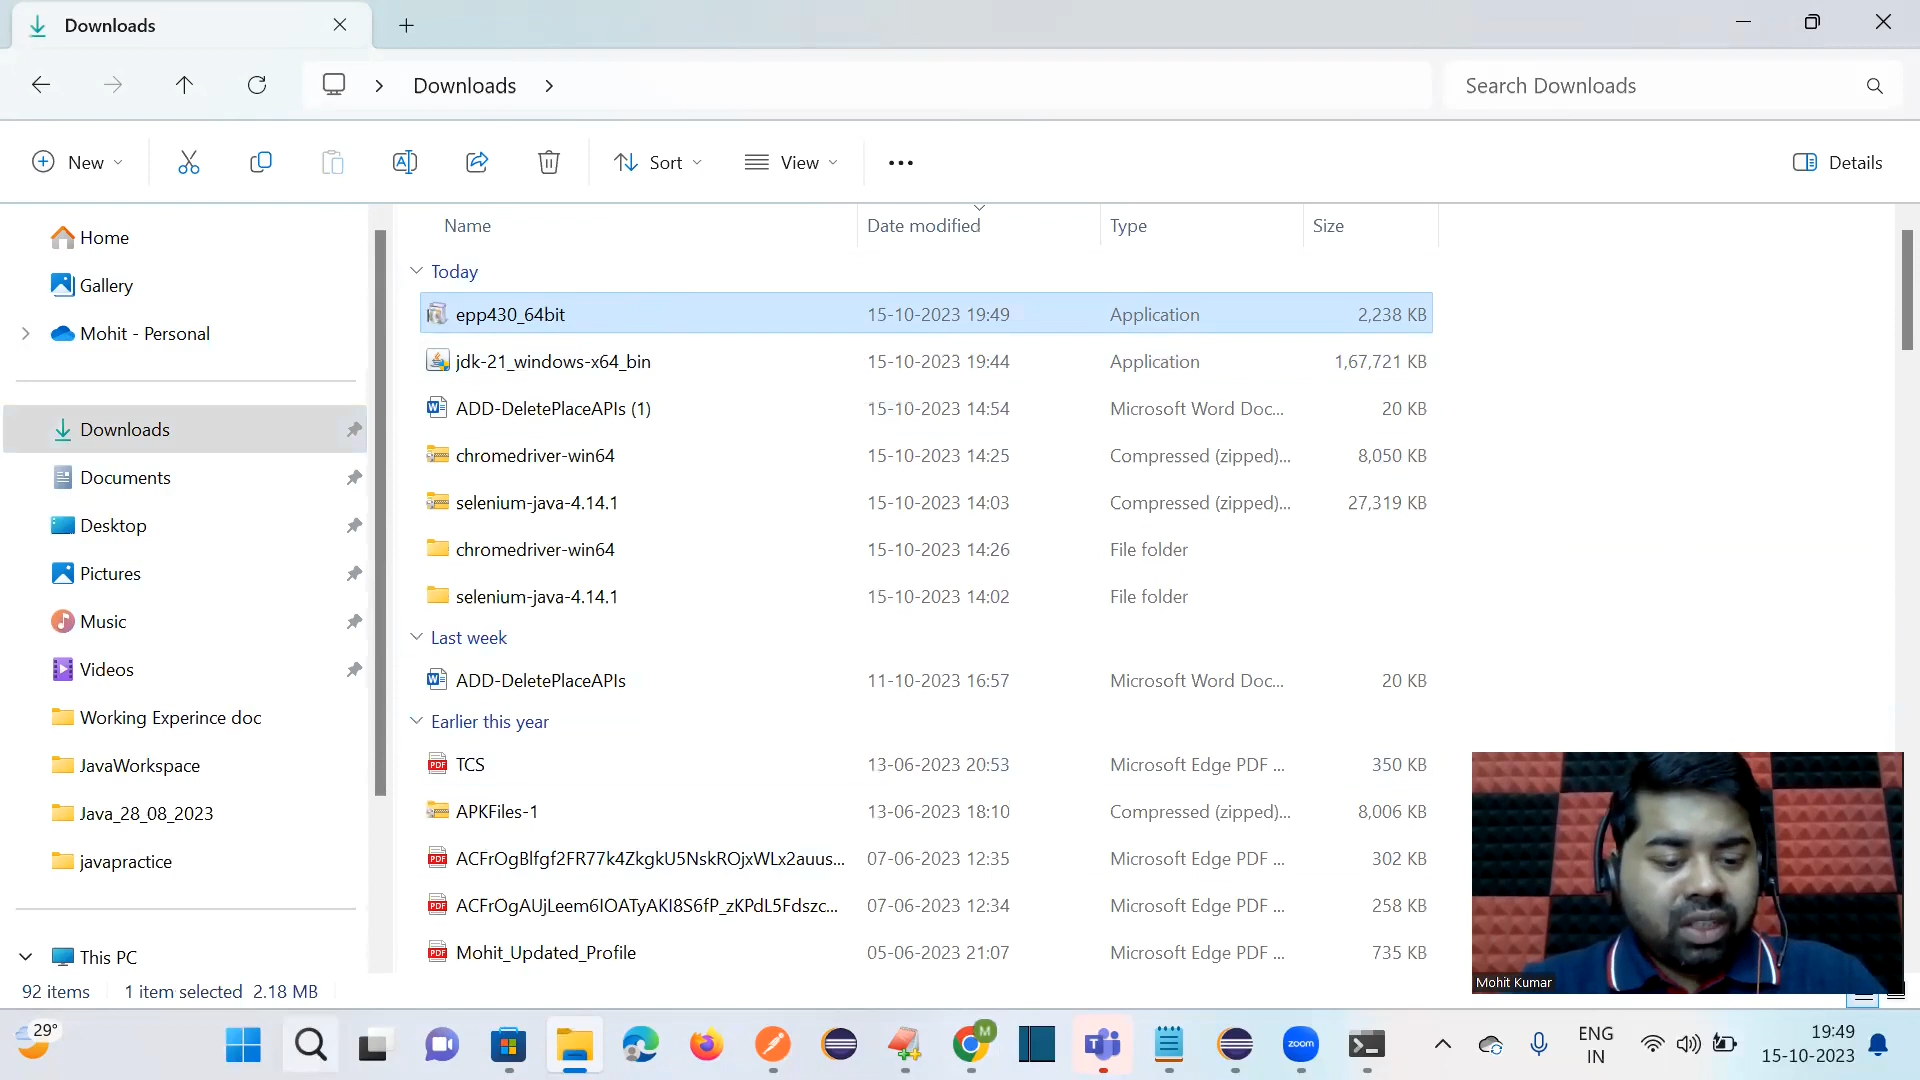 Downloads
Downloads
Search Downloads
New
Sort
View
Details
Home
Gallery
Mohit - Personal
Downloads
Documents
Desktop
Pictures
Music
Videos
Working Experince doc
JavaWorkspace
Java_28_08_2023
javapractice
This PC
Name Date modified Type Size
Today
epp430_64bit 15-10-2023 19:49 Application 2,238 KB
jdk-21_windows-x64_bin 15-10-2023 19:44 Application 1,67,721 KB
ADD-DeletePlaceAPIs (1) 15-10-2023 14:54 Microsoft Word Doc... 20 KB
chromedriver-win64 15-10-2023 14:25 Compressed (zipped)... 8,050 KB
selenium-java-4.14.1 15-10-2023 14:03 Compressed (zipped)... 27,319 KB
chromedriver-win64 15-10-2023 14:26 File folder
selenium-java-4.14.1 15-10-2023 14:02 File folder
Last week
ADD-DeletePlaceAPIs 11-10-2023 16:57 Microsoft Word Doc... 20 KB
Earlier this year
TCS 13-06-2023 20:53 Microsoft Edge PDF ... 350 KB
APKFiles-1 13-06-2023 18:10 Compressed (zipped)... 8,006 KB
ACFrOgBlfgf2FR77k4ZkgkU5NskROjxWLx2auus... 07-06-2023 12:35 Microsoft Edge PDF ... 302 KB
ACFrOgAUjLeem6IOATyAKI8S6fP_zKPdL5Fdszc... 07-06-2023 12:34 Microsoft Edge PDF ... 258 KB
Mohit_Updated_Profile 05-06-2023 21:07 Microsoft Edge PDF ... 735 KB
Mohit Kumar
92 items 1 item selected 2.18 MB
29°
M
zoom
ENG
IN
19:49
15-10-2023